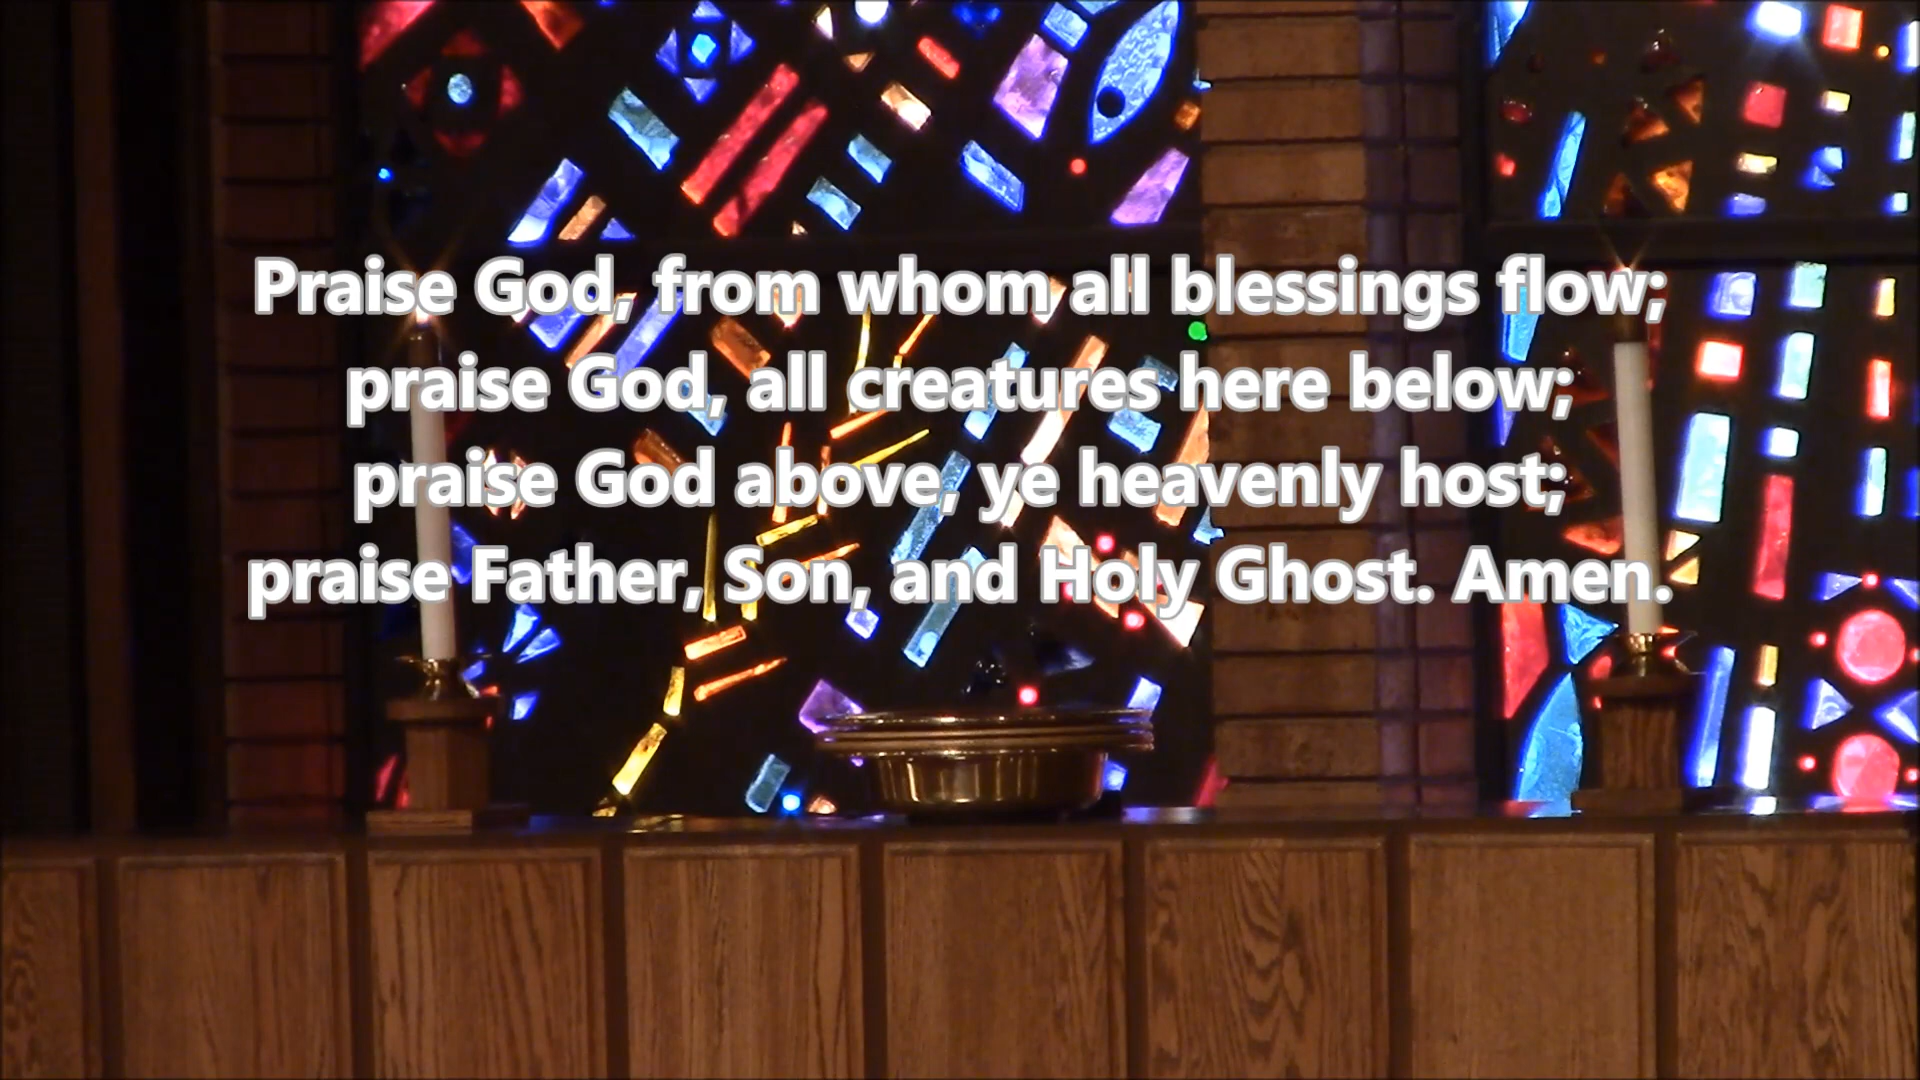 Praise God, from whom all blessings flow;
praise God, all creatures here below;
praise God above, ye heavenly host;
praise Father, Son, and Holy Ghost. Amen.